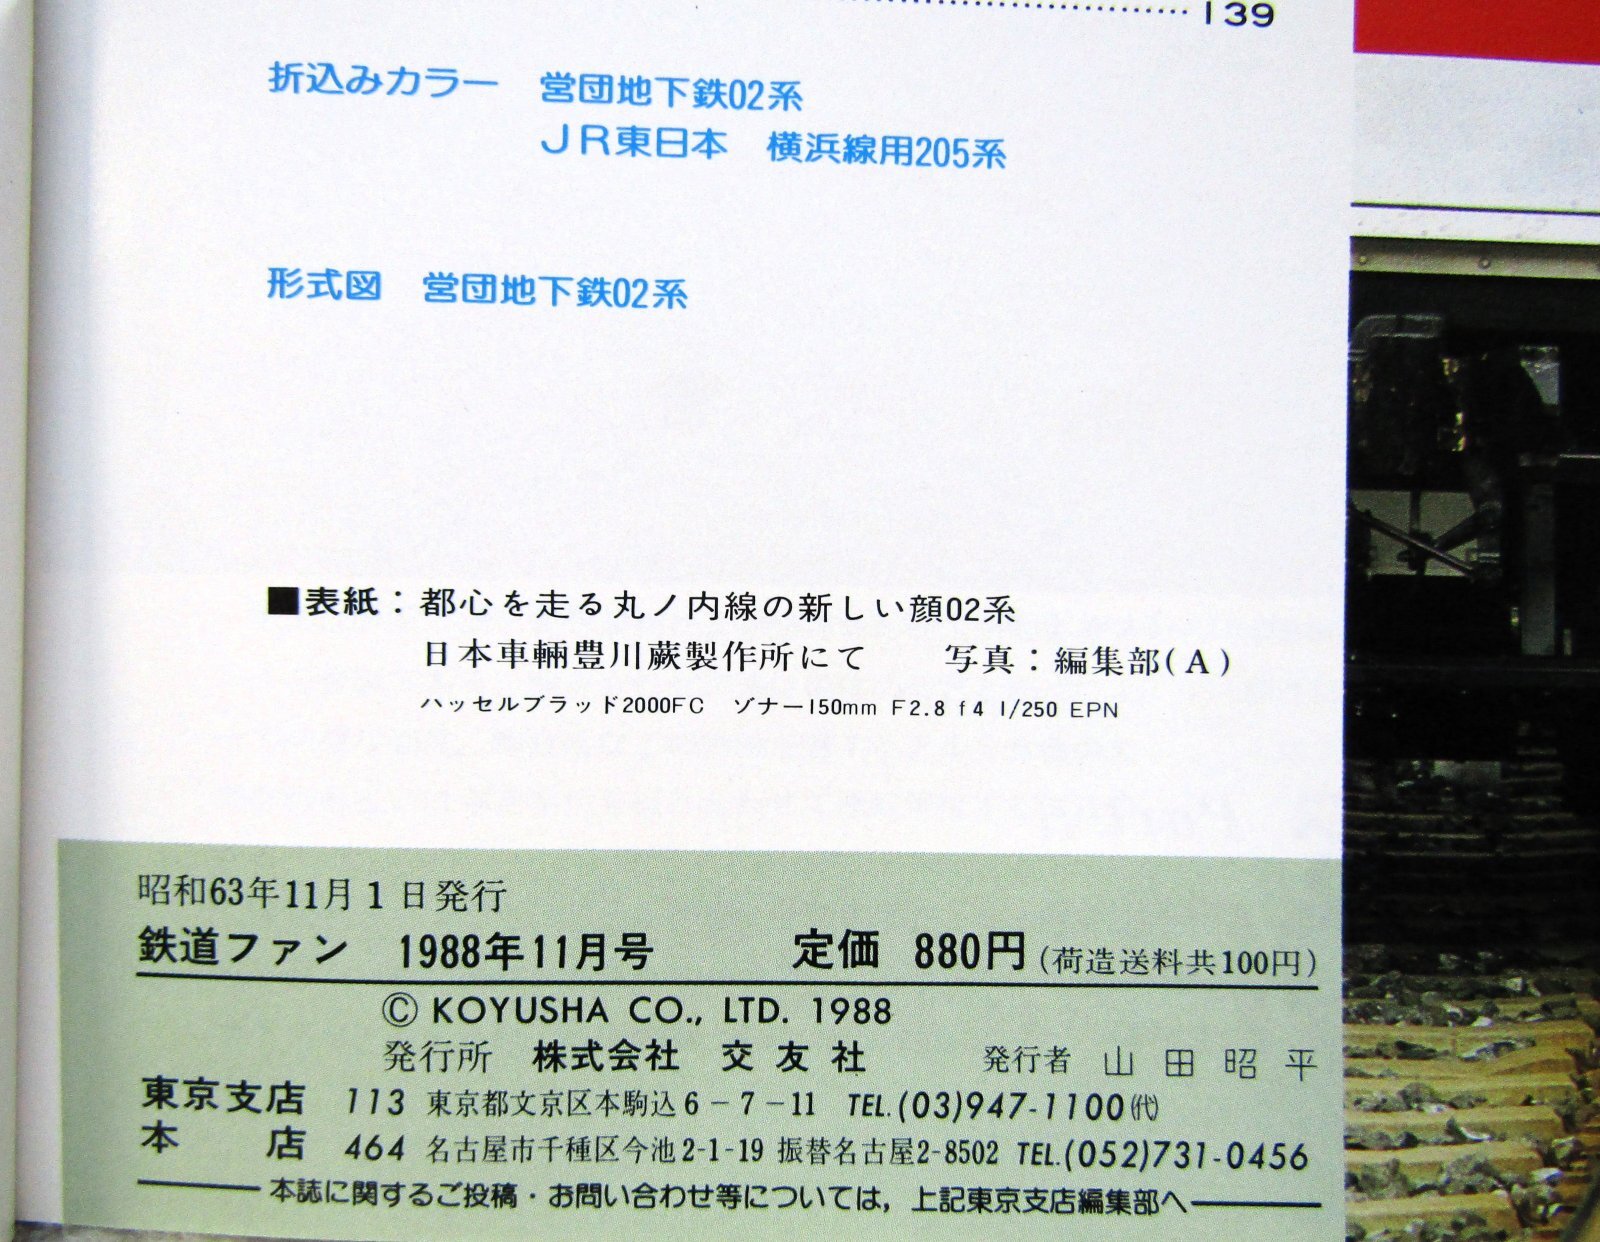 139
折込みカラー 営団地下鉄02系
JR東日本 横浜線用205系
形式図 営団地下鉄02系
■表紙：都心を走る丸ノ内線の新しい顔02系
日本車輛豊川蕨製作所にて 写真：編集部(A)
ハッセルブラッド2000FC ゾナー150mm F2.8 f4 1/250 EPN
昭和63年11月1日発行
鉄道ファン 1988年11月号 定価 880円(荷造送料共100円)
© KOYUSHA CO., LTD. 1988
発行所 株式会社 交友社 発行者 山田昭平
東京支店 113 東京都文京区本駒込6-7-11 TEL.(03)947-1100㈹
本店 464 名古屋市千種区今池2-1-19 振替名古屋2-8502 TEL.(052)731-0456
本誌に関するご投稿・お問い合わせ等については，上記東京支店編集部へ